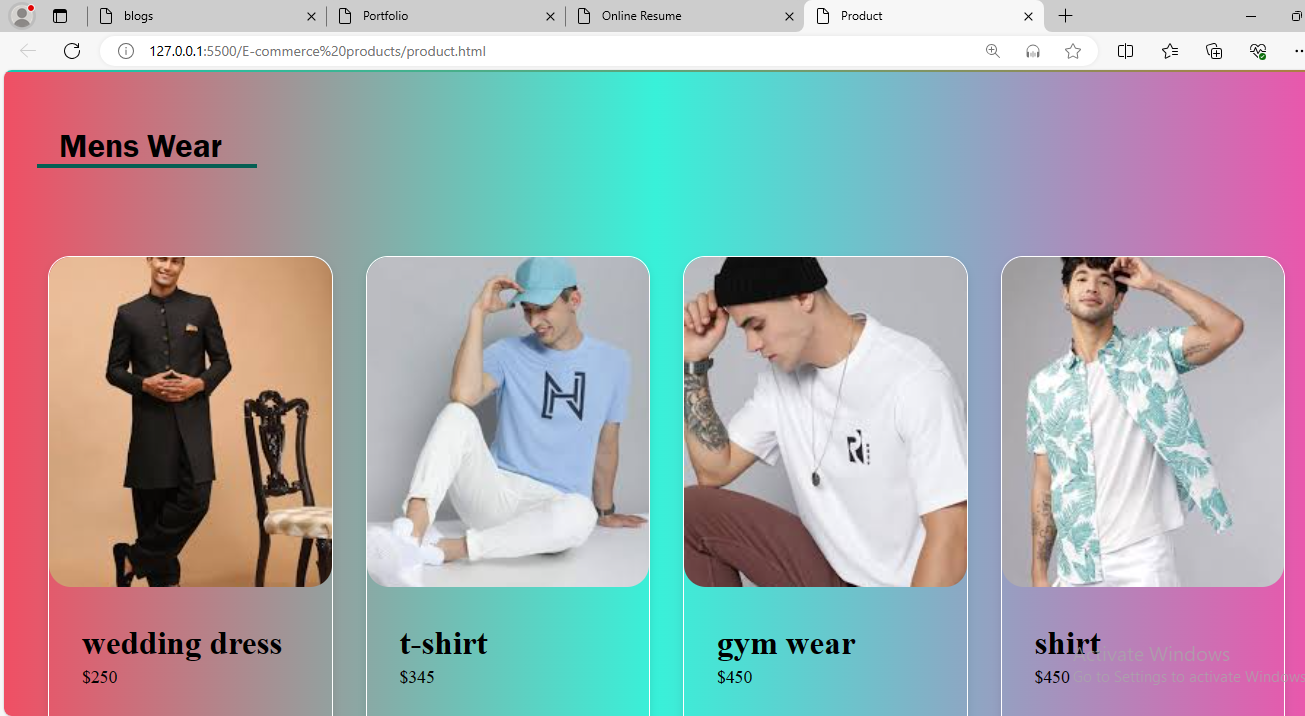 blogs
Portfolio
Online Resume
Product
127.0.0.1:5500/E-commerce%20products/product.html
Mens Wear
N
R
wedding dress
t-shirt
gym wear
shirt
$250
$345
$450
$450
Activate Windows
Go to Settings to activate Windows